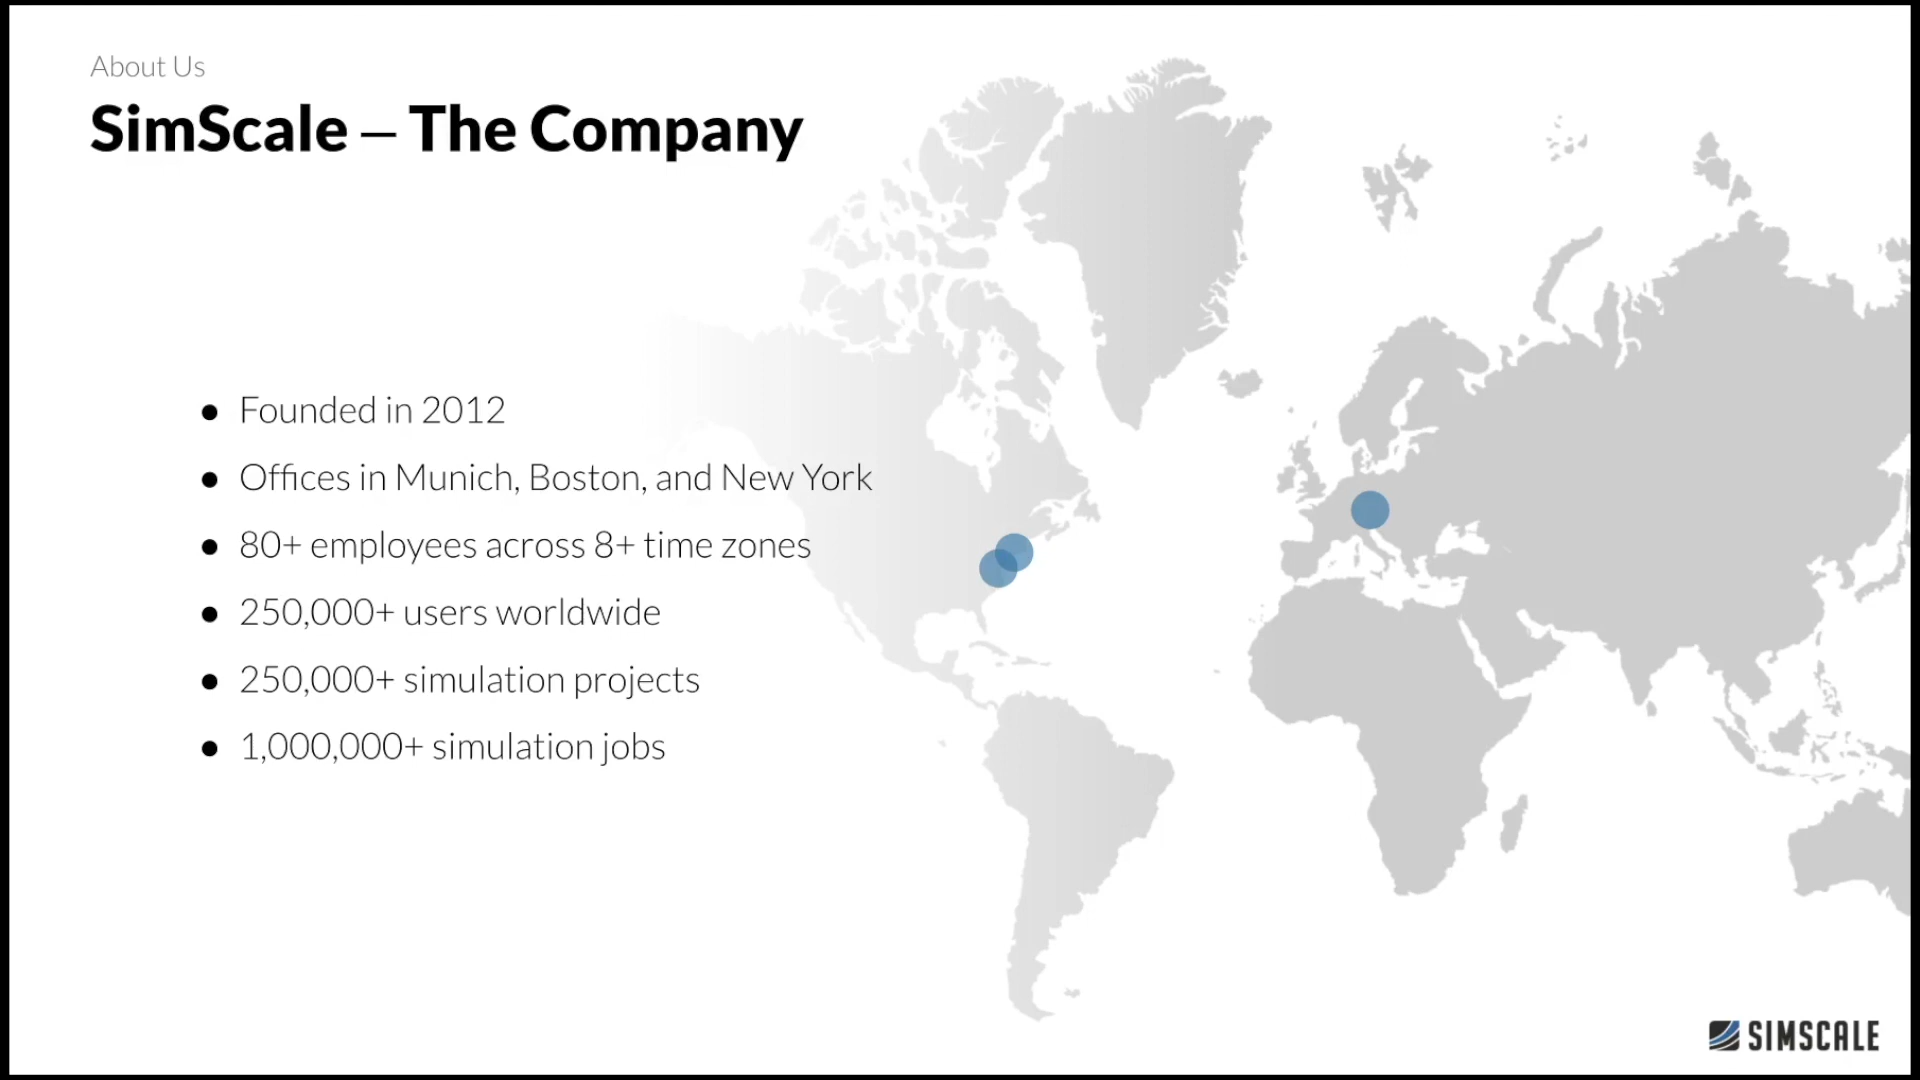 About Us
SimScale – The Company
● Founded in 2012
● Offices in Munich, Boston, and New York
● 80+ employees across 8+ time zones
● 250,000+ users worldwide
● 250,000+ simulation projects
● 1,000,000+ simulation jobs
SIMSCALE